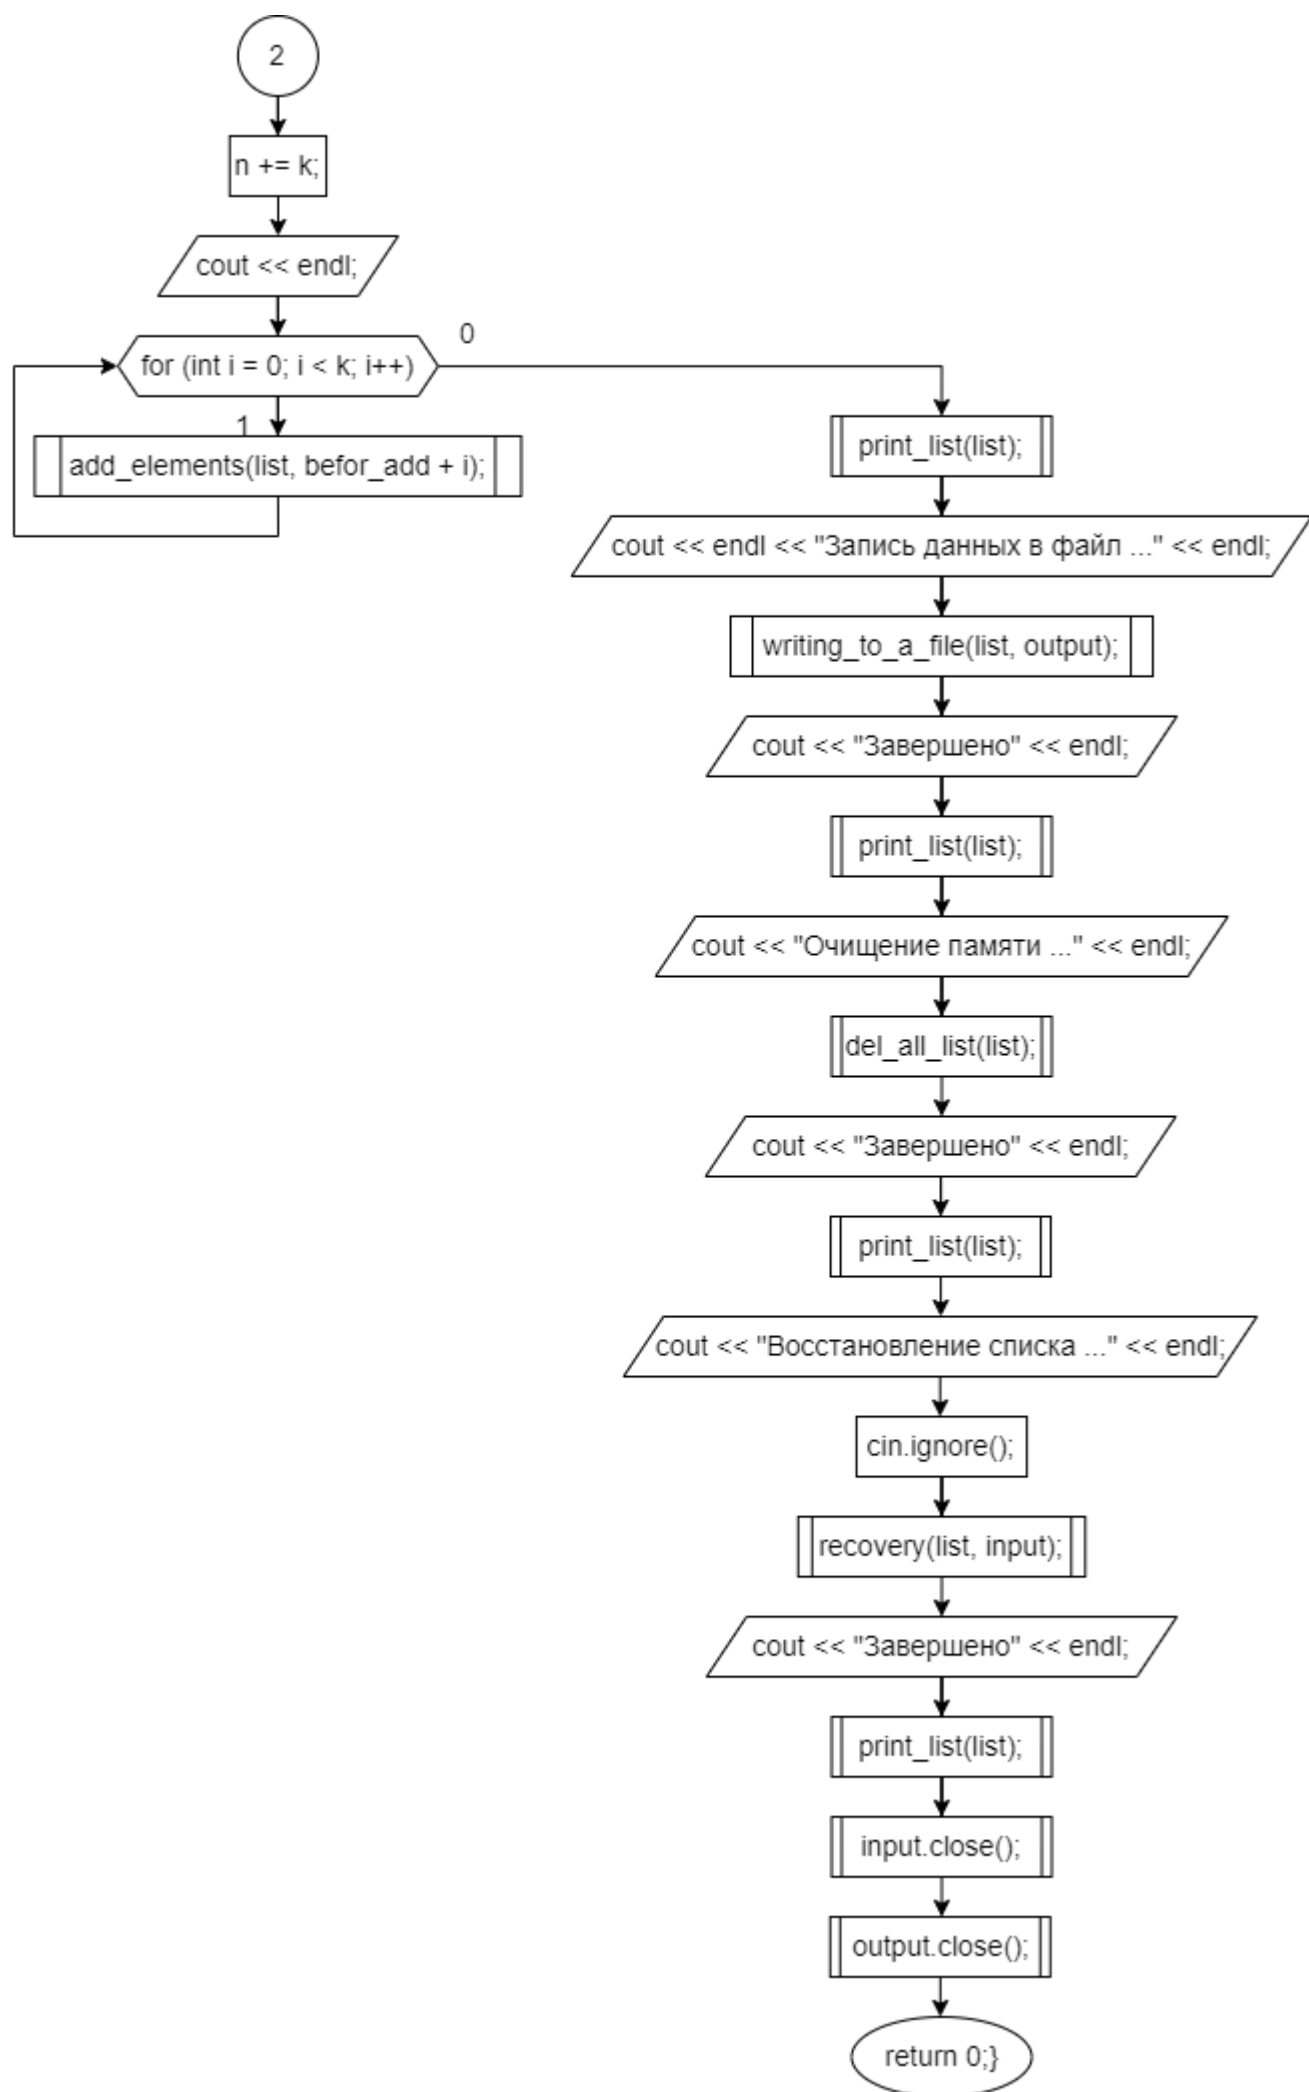 2
n += k;
cout << endl;
0
for (int i = 0; i < k; i++)
1
add_elements(list, befor_add + i);
print_list(list);
cout << endl << "Запись данных в файл ..." << endl;
writing_to_a_file(list, output);
cout << "Завершено" << endl;
print_list(list);
cout << "Очищение памяти ..." << endl;
del_all_list(list);
cout << "Завершено" << endl;
print_list(list);
cout << "Восстановление списка ..." << endl;
cin.ignore();
recovery(list, input);
cout << "Завершено" << endl;
print_list(list);
input.close();
output.close();
return 0;}